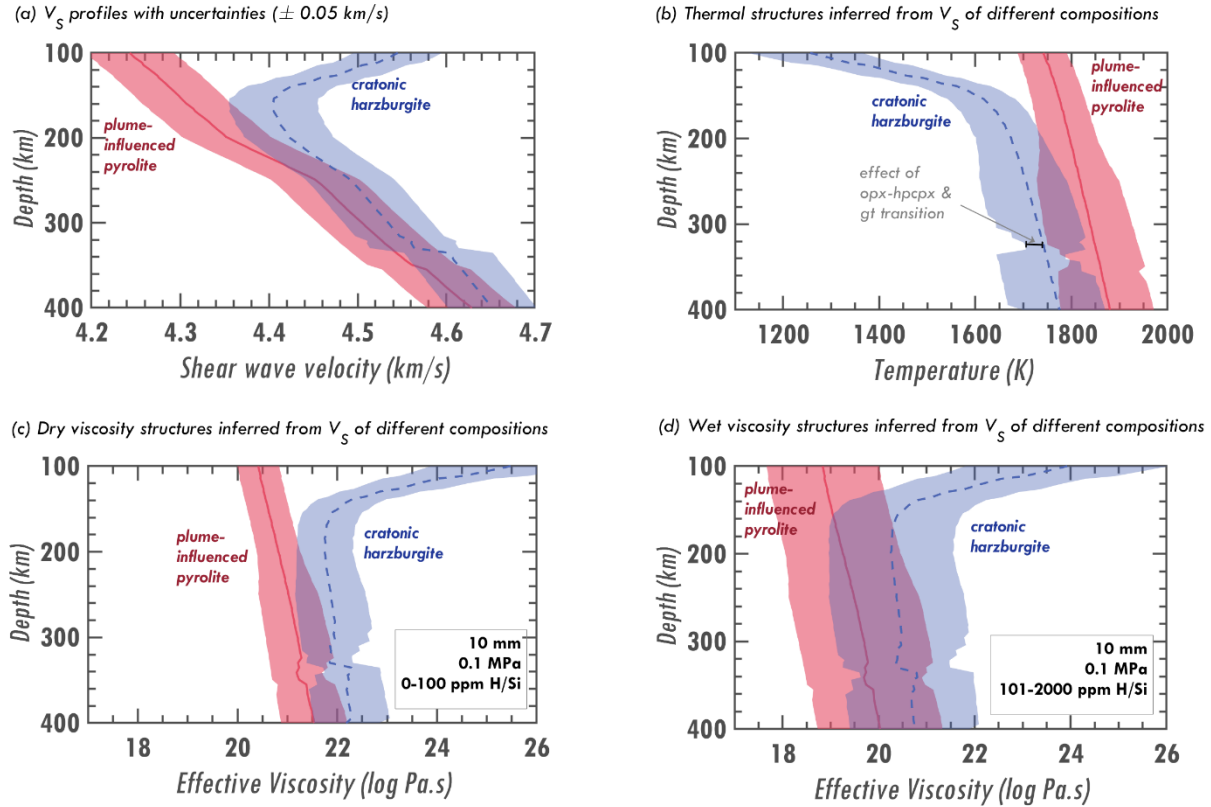 (a) VS profiles with uncertainties (± 0.05 km/s)
100
200
300
400
Depth (km)
plume-
influenced
pyrolite
cratonic
harzburgite
4.2
4.3
4.4
4.5
4.6
4.7
Shear wave velocity (km/s)
(b) Thermal structures inferred from VS of different compositions
100
200
300
400
Depth (km)
cratonic
harzburgite
plume-
influenced
pyrolite
effect of
opx-hpcpx &
gt transition
1200
1400
1600
1800
2000
Temperature (K)
(c) Dry viscosity structures inferred from VS of different compositions
100
200
300
400
Depth (km)
plume-
influenced
pyrolite
cratonic
harzburgite
10 mm
0.1 MPa
0-100 ppm H/Si
18
20
22
24
26
Effective Viscosity (log Pa.s)
(d) Wet viscosity structures inferred from VS of different compositions
100
200
300
400
Depth (km)
plume-
influenced
pyrolite
cratonic
harzburgite
10 mm
0.1 MPa
101-2000 ppm H/Si
18
20
22
24
26
Effective Viscosity (log Pa.s)